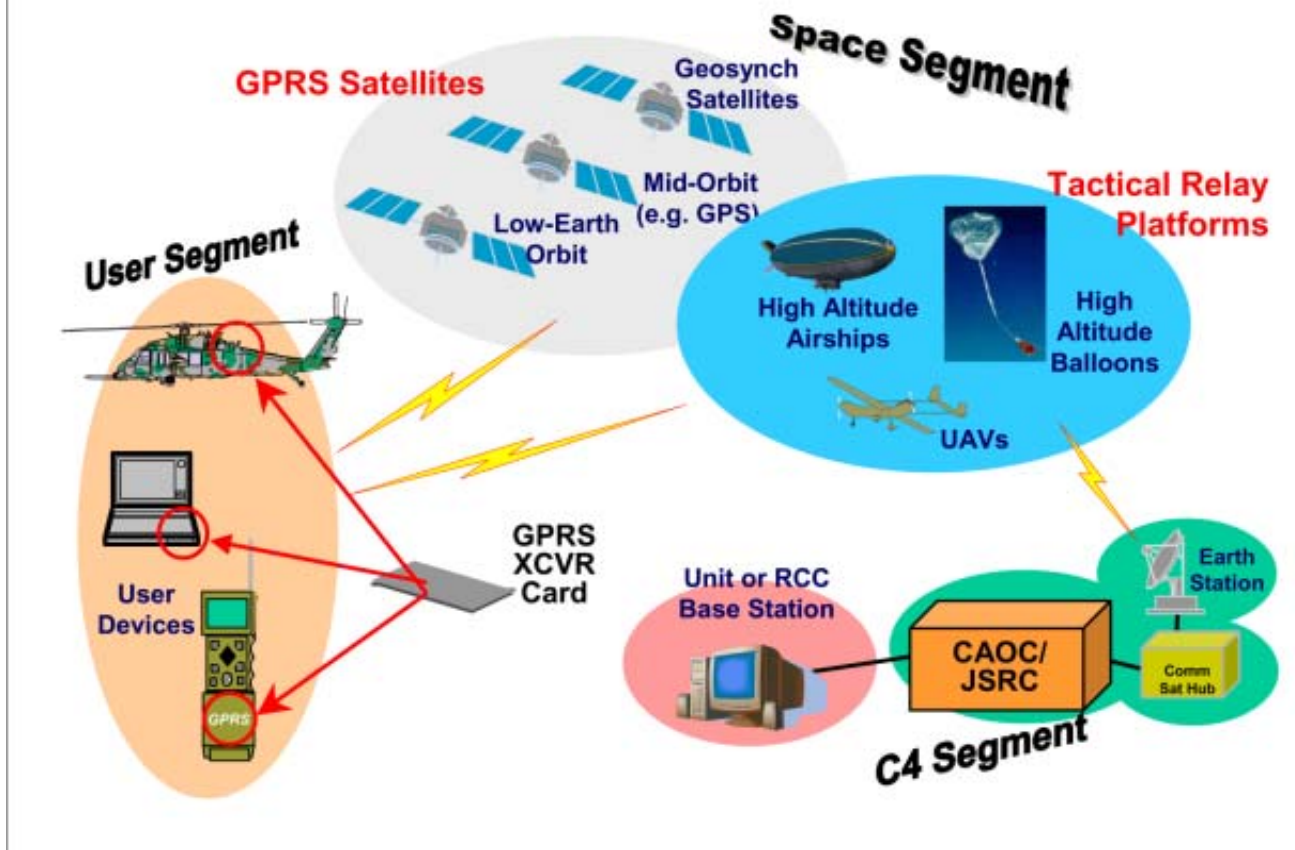 Space Segment
GPRS Satellites
Geosynch
Satellites
Mid-Orbit
(e.g. GPS)
Low-Earth
Orbit
Tactical Relay
Platforms
High Altitude
Airships
High
Altitude
Balloons
UAVs
User Segment
User
Devices
GPRS
GPRS
XCVR
Card
Unit or RCC
Base Station
CAOC/
JSRC
Earth
Station
Comm
Sat Hub
C4 Segment